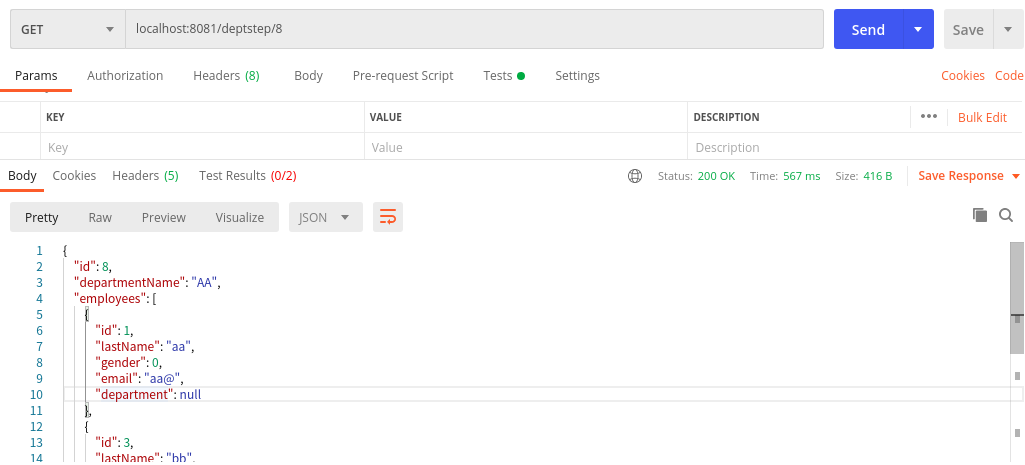 GET localhost:8081/deptstep/8 Send Save
Params Authorization Headers (8) Body Pre-request Script Tests Settings Cookies Code
KEY VALUE DESCRIPTION ••• Bulk Edit
Key Value Description
Body Cookies Headers (5) Test Results (0/2) Status: 200 OK Time: 567 ms Size: 416 B Save Response
Pretty Raw Preview Visualize JSON
1 {
2 "id": 8,
3 "departmentName": "AA",
4 "employees": [
5 {
6 "id": 1,
7 "lastName": "aa",
8 "gender": 0,
9 "email": "aa@",
10 "department": null
11 },
12 {
13 "id": 3,
14 "lastName": "bb",